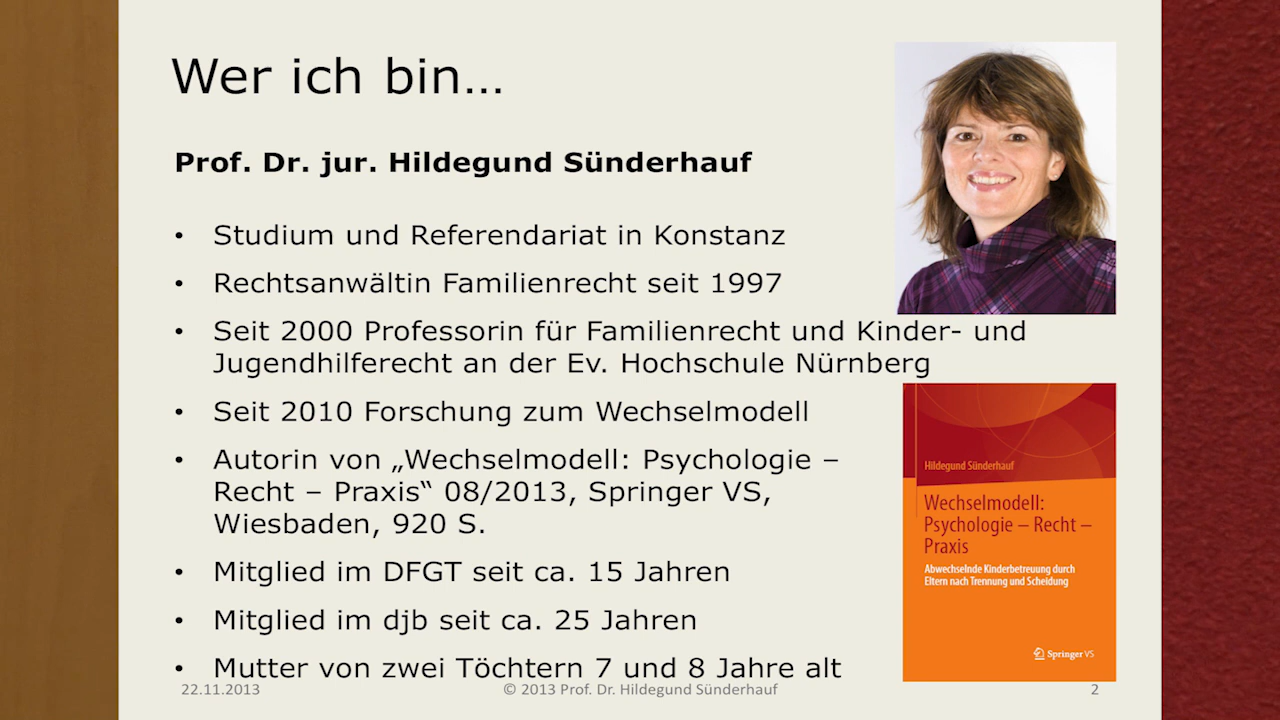 Wer ich bin…
Prof. Dr. jur. Hildegund Sünderhauf
• Studium und Referendariat in Konstanz
• Rechtsanwältin Familienrecht seit 1997
• Seit 2000 Professorin für Familienrecht und Kinder- und
Jugendhilferecht an der Ev. Hochschule Nürnberg
• Seit 2010 Forschung zum Wechselmodell
• Autorin von „Wechselmodell: Psychologie –
Recht – Praxis“ 08/2013, Springer VS,
Wiesbaden, 920 S.
• Mitglied im DFGT seit ca. 15 Jahren
• Mitglied im djb seit ca. 25 Jahren
• Mutter von zwei Töchtern 7 und 8 Jahre alt
Hildegund Sünderhauf
Wechselmodell:
Psychologie – Recht –
Praxis
Abwechselnde Kinderbetreuung durch
Eltern nach Trennung und Scheidung
Springer VS
22.11.2013
© 2013 Prof. Dr. Hildegund Sünderhauf
2